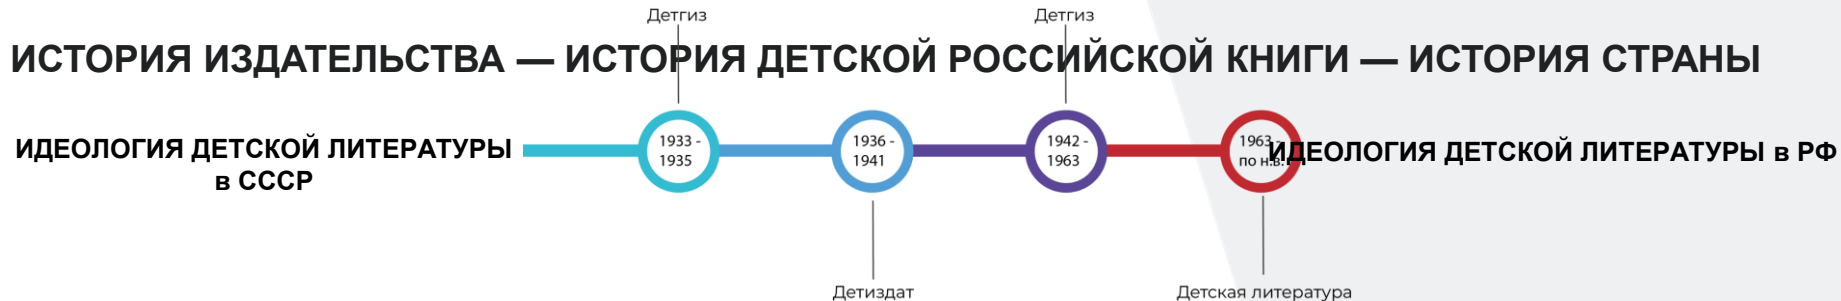 Детгиз
Детгиз
ИСТОРИЯ ИЗДАТЕЛЬСТВА — ИСТОРИЯ ДЕТСКОЙ РОССИЙСКОЙ КНИГИ — ИСТОРИЯ СТРАНЫ
ИДЕОЛОГИЯ ДЕТСКОЙ ЛИТЕРАТУРЫ
в СССР
1933 -
1935
1936 -
1941
1942 -
1963
1963
по н.в.
ИДЕОЛОГИЯ ДЕТСКОЙ ЛИТЕРАТУРЫ в РФ
Детиздат
Детская литература